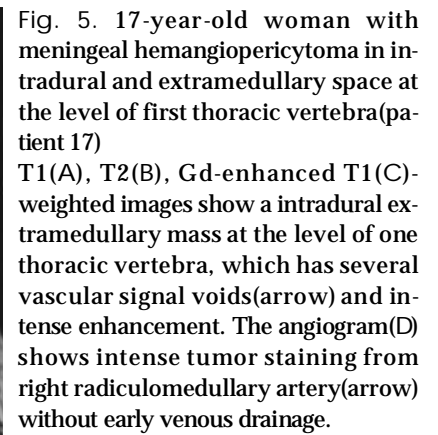 Fig. 5. 17-year-old woman with
meningeal hemangiopericytoma in in-
tradural and extramedullary space at
the level of first thoracic vertebra(pa-
tient 17)
T1(A), T2(B), Gd-enhanced T1(C)-
weighted images show a intradural ex-
tramedullary mass at the level of one
thoracic vertebra, which has several
vascular signal voids(arrow) and in-
tense enhancement. The angiogram(D)
shows intense tumor staining from
right radiculomedullary artery(arrow)
without early venous drainage.